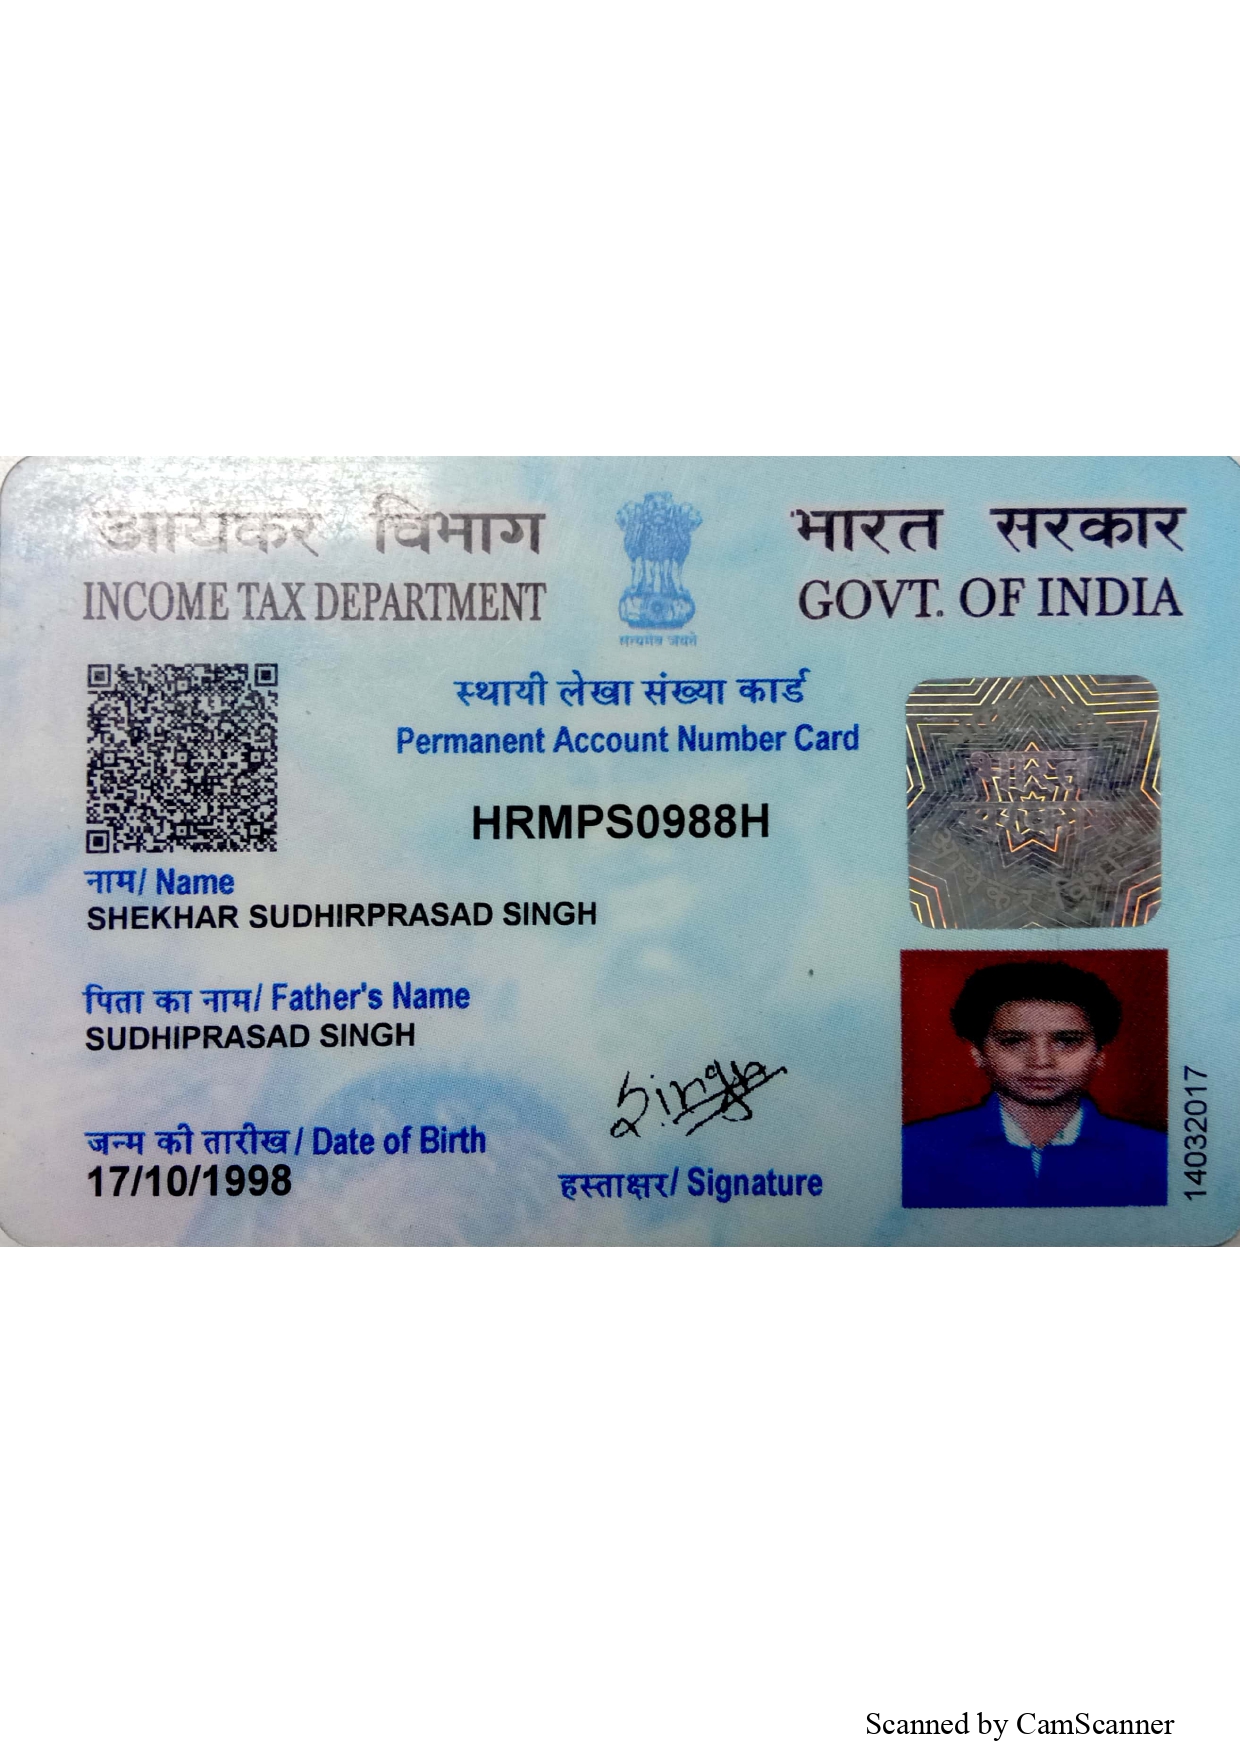 आयकर विभाग
INCOME TAX DEPARTMENT
सत्यमेव जयते
भारत सरकार
GOVT. OF INDIA
स्थायी लेखा संख्या कार्ड
Permanent Account Number Card
HRMPS0988H
नाम/ Name
SHEKHAR SUDHIRPRASAD SINGH
पिता का नाम/ Father's Name
SUDHIPRASAD SINGH
जन्म की तारीख / Date of Birth
17/10/1998
Singh
हस्ताक्षर/ Signature
14032017
Scanned by CamScanner